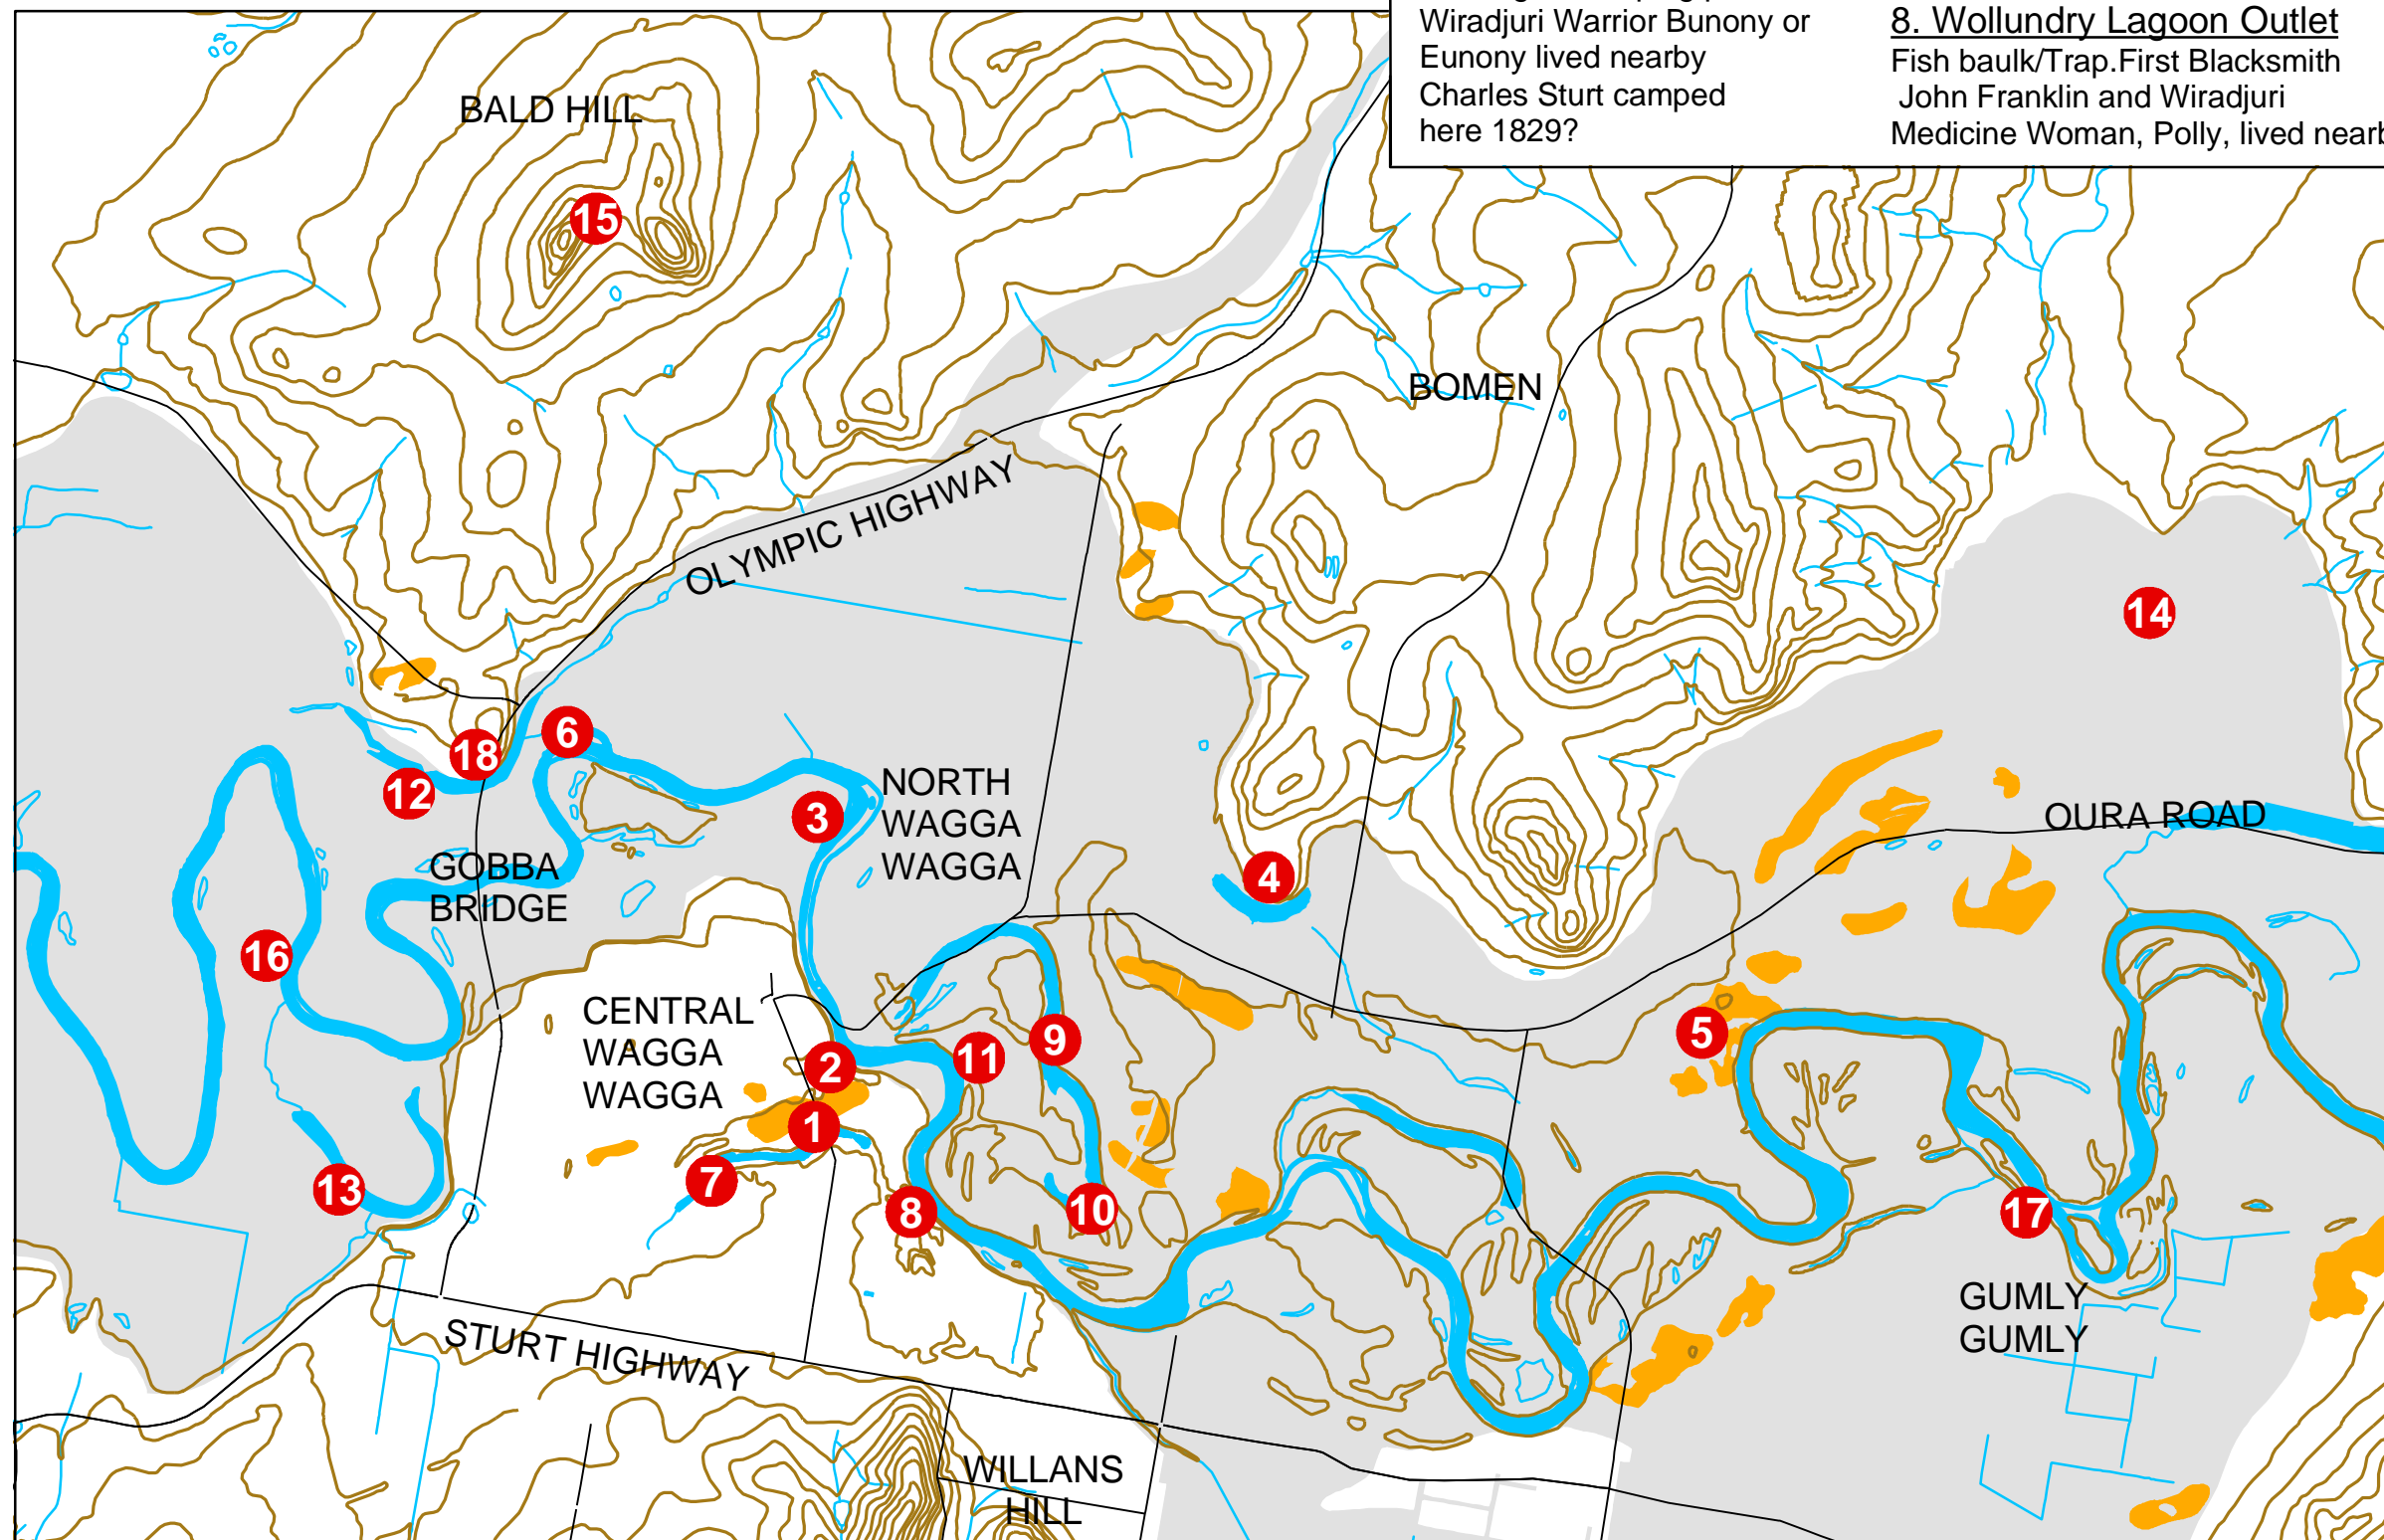 Wiradjuri Warrior Bunony or
Eunony lived nearby
Charles Sturt camped
here 1829?
8. Wollundry Lagoon Outlet
Fish baulk/Trap.First Blacksmith
John Franklin and Wiradjuri
Medicine Woman, Polly, lived
BALD HILL
15
BOMEN
OLYMPIC HIGHWAY
14
6
18
12
3
NORTH
WAGGA
WAGGA
OURA ROAD
4
GOBBA
BRIDGE
16
CENTRAL
WAGGA
WAGGA
2
11
9
5
1
7
13
8
10
17
GUMLY
GUMLY
STURT HIGHWAY
WILLANS
HILL